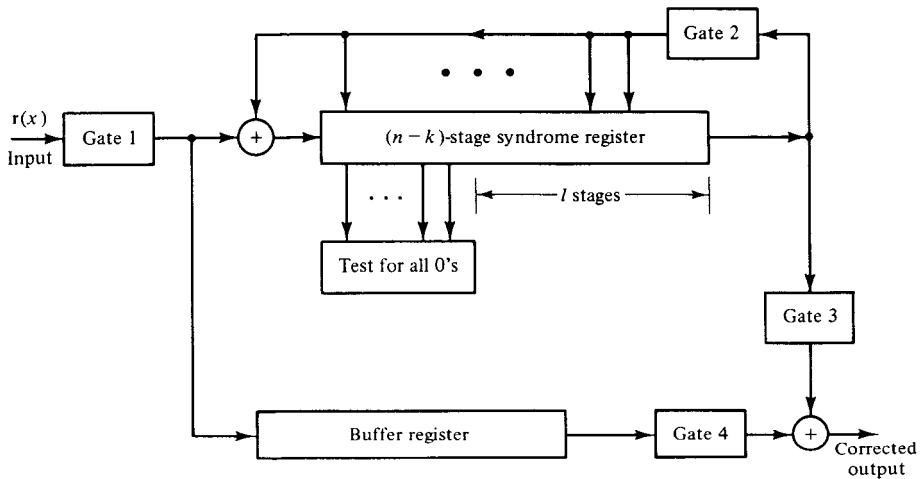 Gate 2
r(x)
Input
Gate 1
+
(n − k)-stage syndrome register
l stages
Test for all 0's
Gate 3
Buffer register
Gate 4
+
Corrected
output